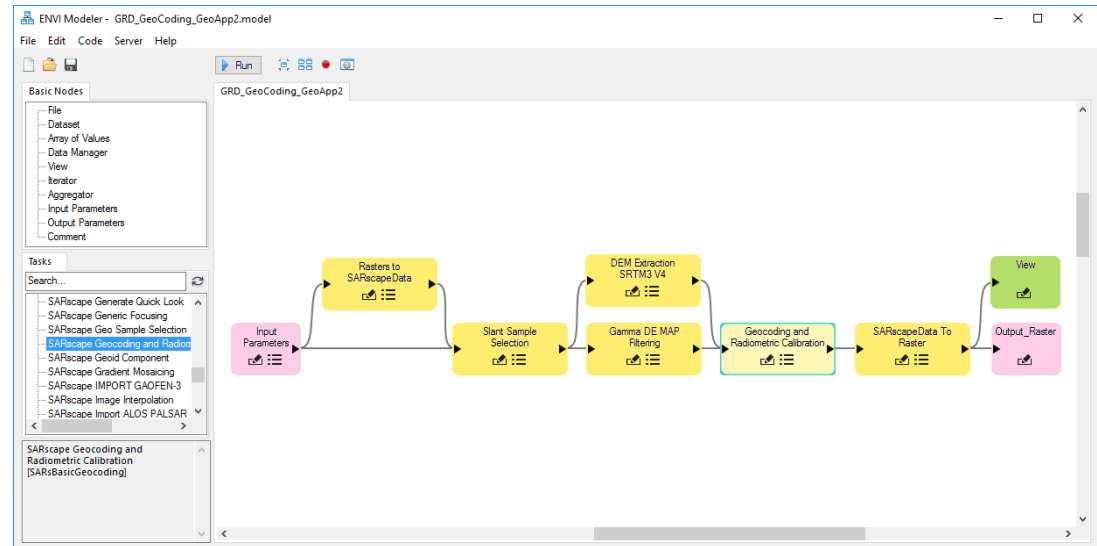 ENVI Modeler - GRD_GeoCoding_GeoApp2.model
File Edit Code Server Help
Run
Basic Nodes
File
Dataset
Array of Values
Data Manager
View
Iterator
Aggregator
Input Parameters
Output Parameters
Comment
Tasks
Search...
SARscape Generate Quick Look
SARscape Generic Focusing
SARscape Geo Sample Selection
SARscape Geocoding and Radiom
SARscape Geoid Component
SARscape Gradient Mosaicing
SARscape IMPORT GAOFEN-3
SARscape Image Interpolation
SARscape Import ALOS PALSAR
SARscape Geocoding and
Radiometric Calibration
[SARsBasicGeocoding]
GRD_GeoCoding_GeoApp2
Input
Parameters
Rasters to
SARscapeData
Slant Sample
Selection
DEM Extraction
SRTM3 V4
Gamma DE MAP
Filtering
Geocoding and
Radiometric Calibration
SARscapeData To
Raster
View
Output_Raster